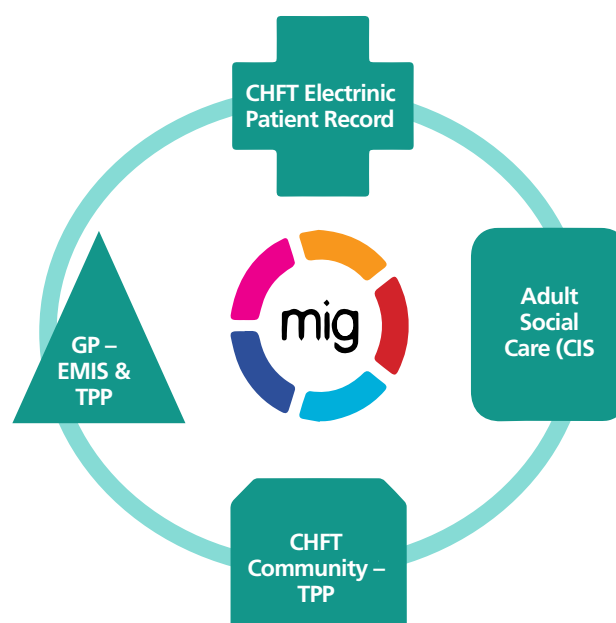 CHFT Electrinic
Patient Record
mig
Adult
Social
Care (CIS
GP –
EMIS &
TPP
CHFT
Community –
TPP